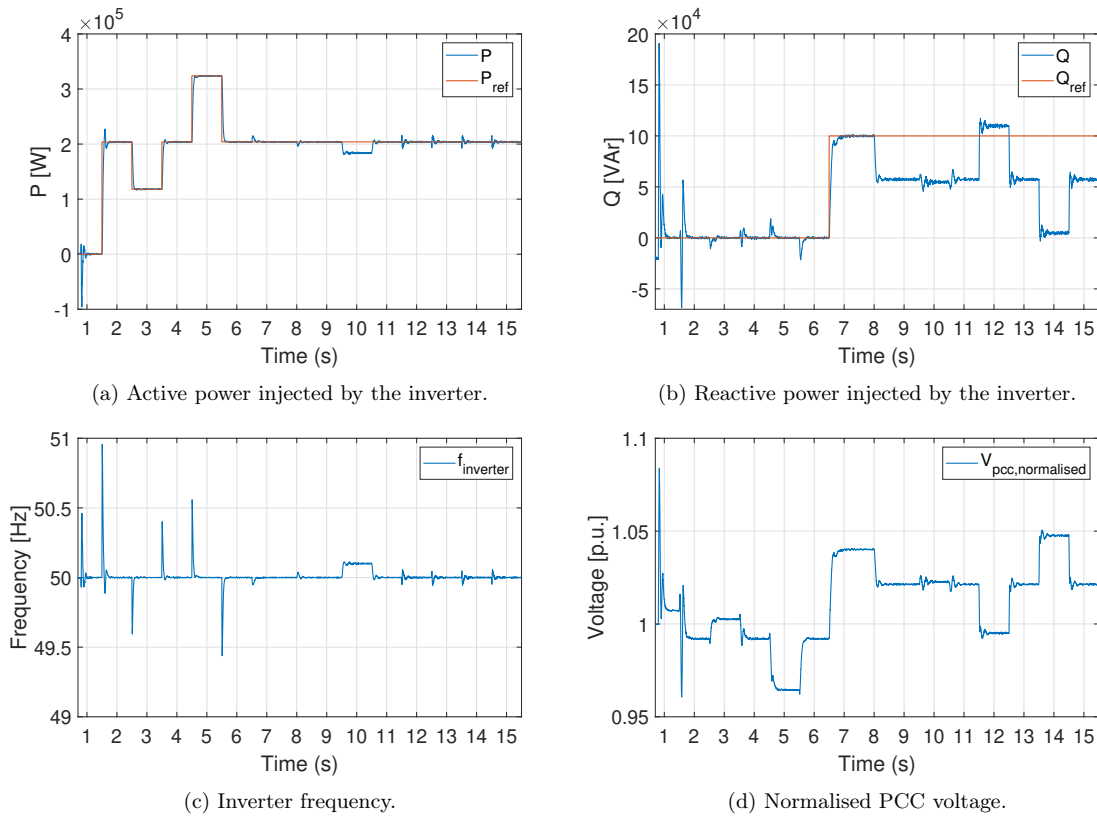 ×10⁵
4
3
2
1
0
-1
P [W]
P
P_ref
1 2 3 4 5 6 7 8 9 10 11 12 13 14 15
Time (s)
(a) Active power injected by the inverter.
×10⁴
20
15
10
5
0
-5
Q [VAr]
Q
Q_ref
1 2 3 4 5 6 7 8 9 10 11 12 13 14 15
Time (s)
(b) Reactive power injected by the inverter.
51
50.5
50
49.5
49
Frequency [Hz]
f_inverter
1 2 3 4 5 6 7 8 9 10 11 12 13 14 15
Time (s)
(c) Inverter frequency.
1.1
1.05
1
0.95
Voltage [p.u.]
V_pcc,normalised
1 2 3 4 5 6 7 8 9 10 11 12 13 14 15
Time (s)
(d) Normalised PCC voltage.